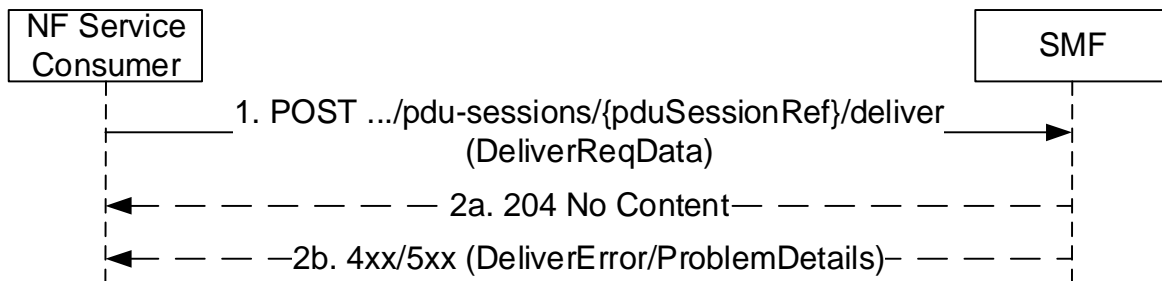 NF Service
Consumer
SMF
1. POST .../pdu-sessions/{pduSessionRef}/deliver
(DeliverReqData)
2a. 204 No Content
2b. 4xx/5xx (DeliverError/ProblemDetails)